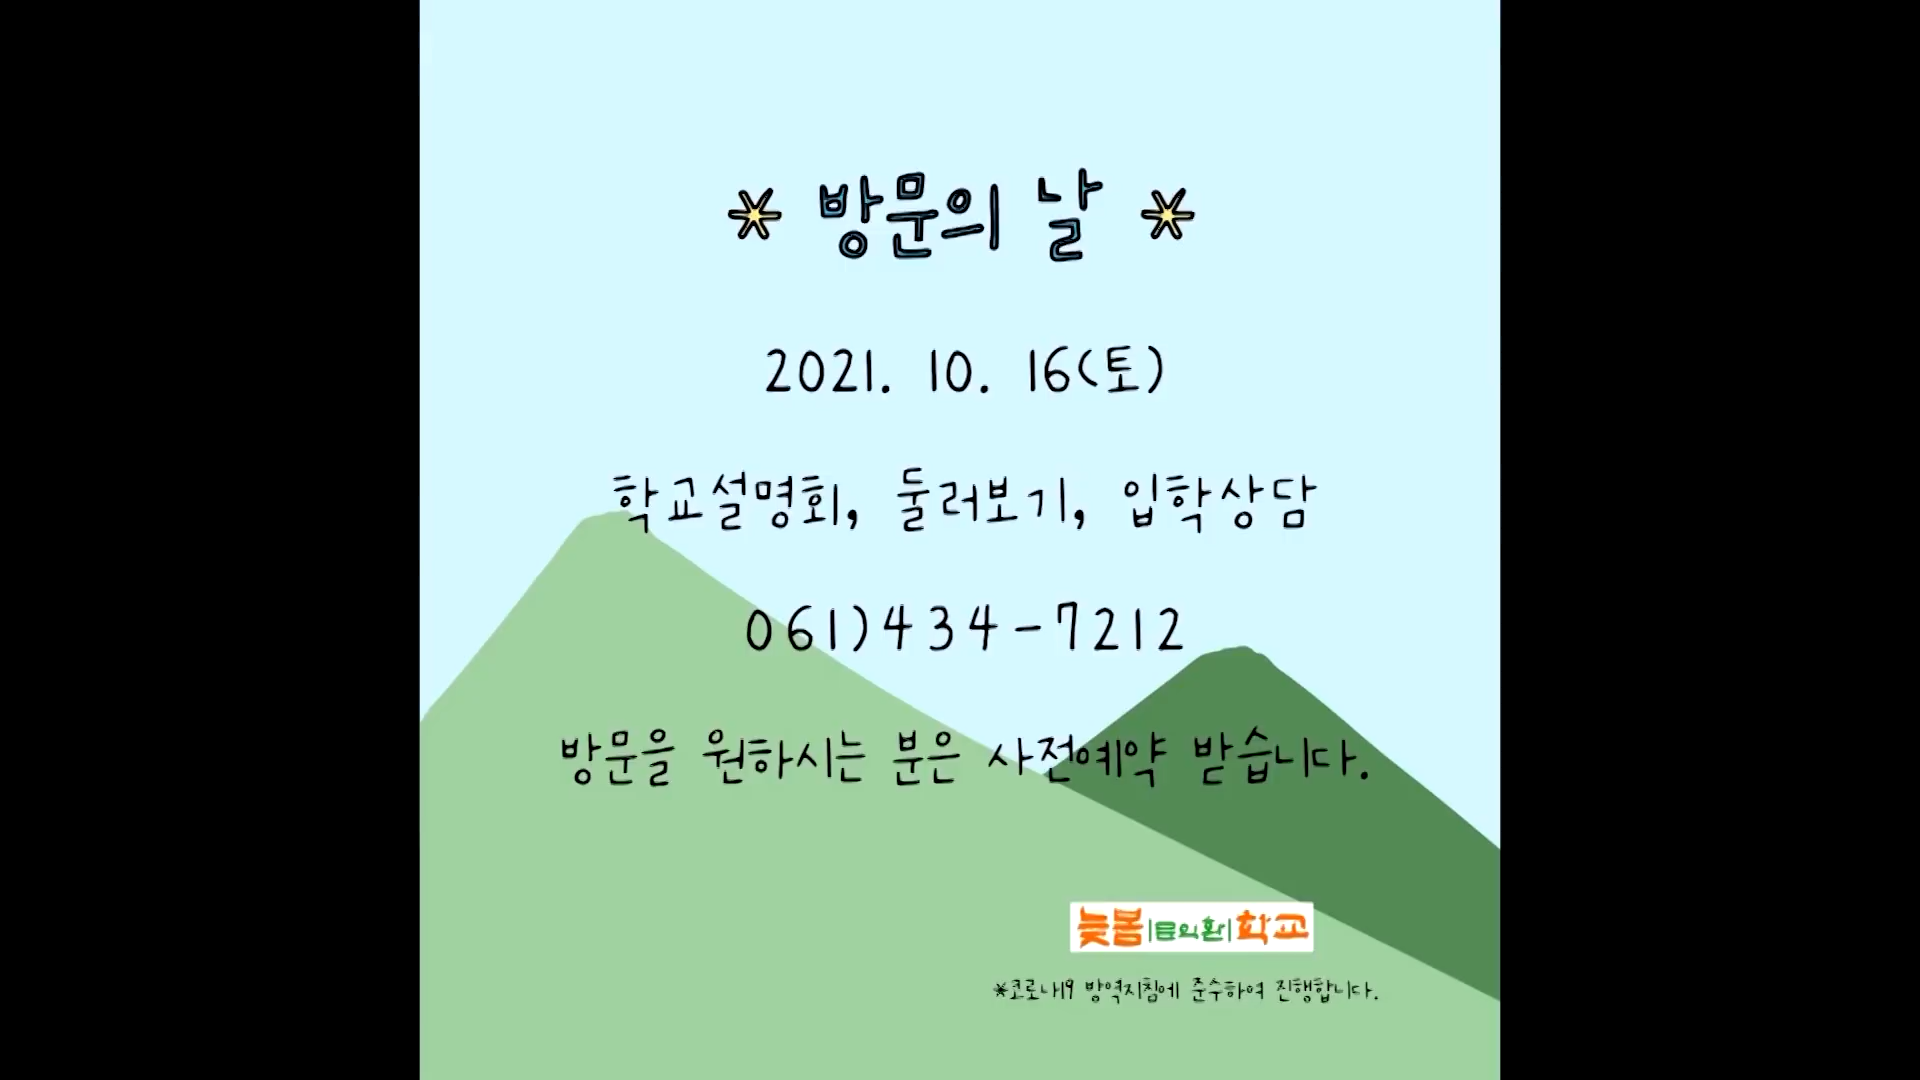 * 방문의 날 *
2021. 10. 16(토)
학교설명회, 둘러보기, 입학상담
061)434-7212
방문을 원하시는 분은 사전예약 받습니다.
늦봄 문익환 학교
*코로나19 방역지침에 준수하여 진행합니다.